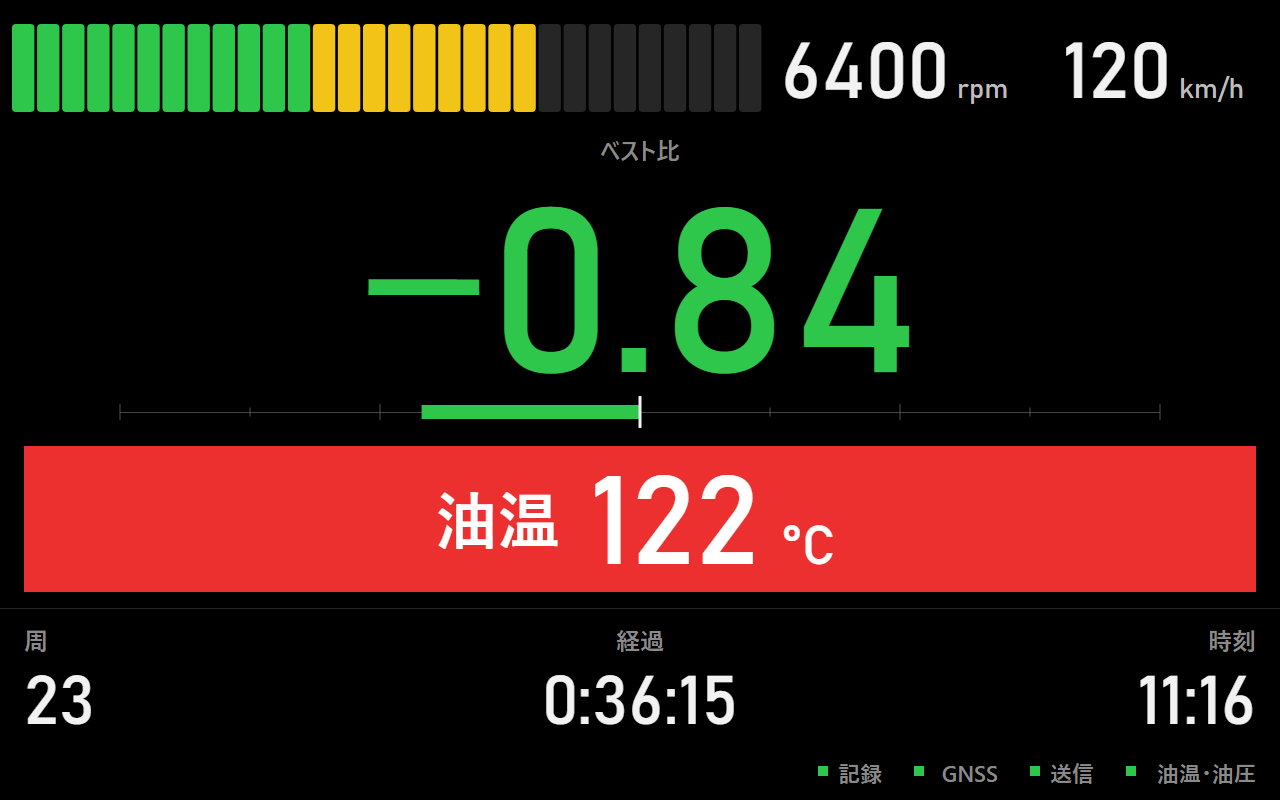 6400 rpm 120 km/h
ベスト比
−0.84
油温 122 °C
周 経過 時刻
23 0:36:15 11:16
記録 GNSS 送信 油温・油圧